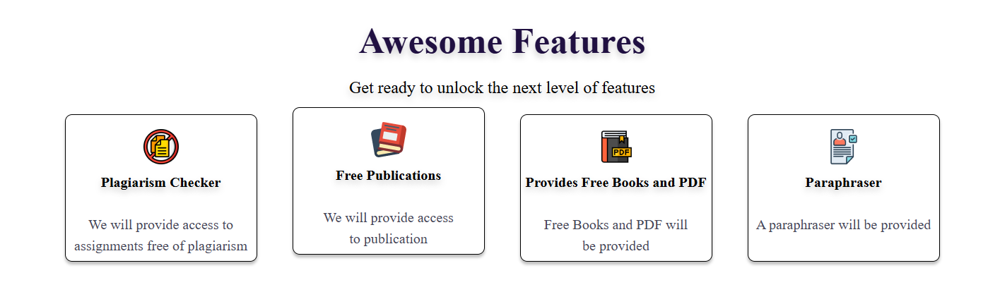 Awesome Features
Get ready to unlock the next level of features
Plagiarism Checker
We will provide access to
assignments free of plagiarism
Free Publications
We will provide access
to publication
PDF
Provides Free Books and PDF
Free Books and PDF will
be provided
Paraphraser
A paraphraser will be provided